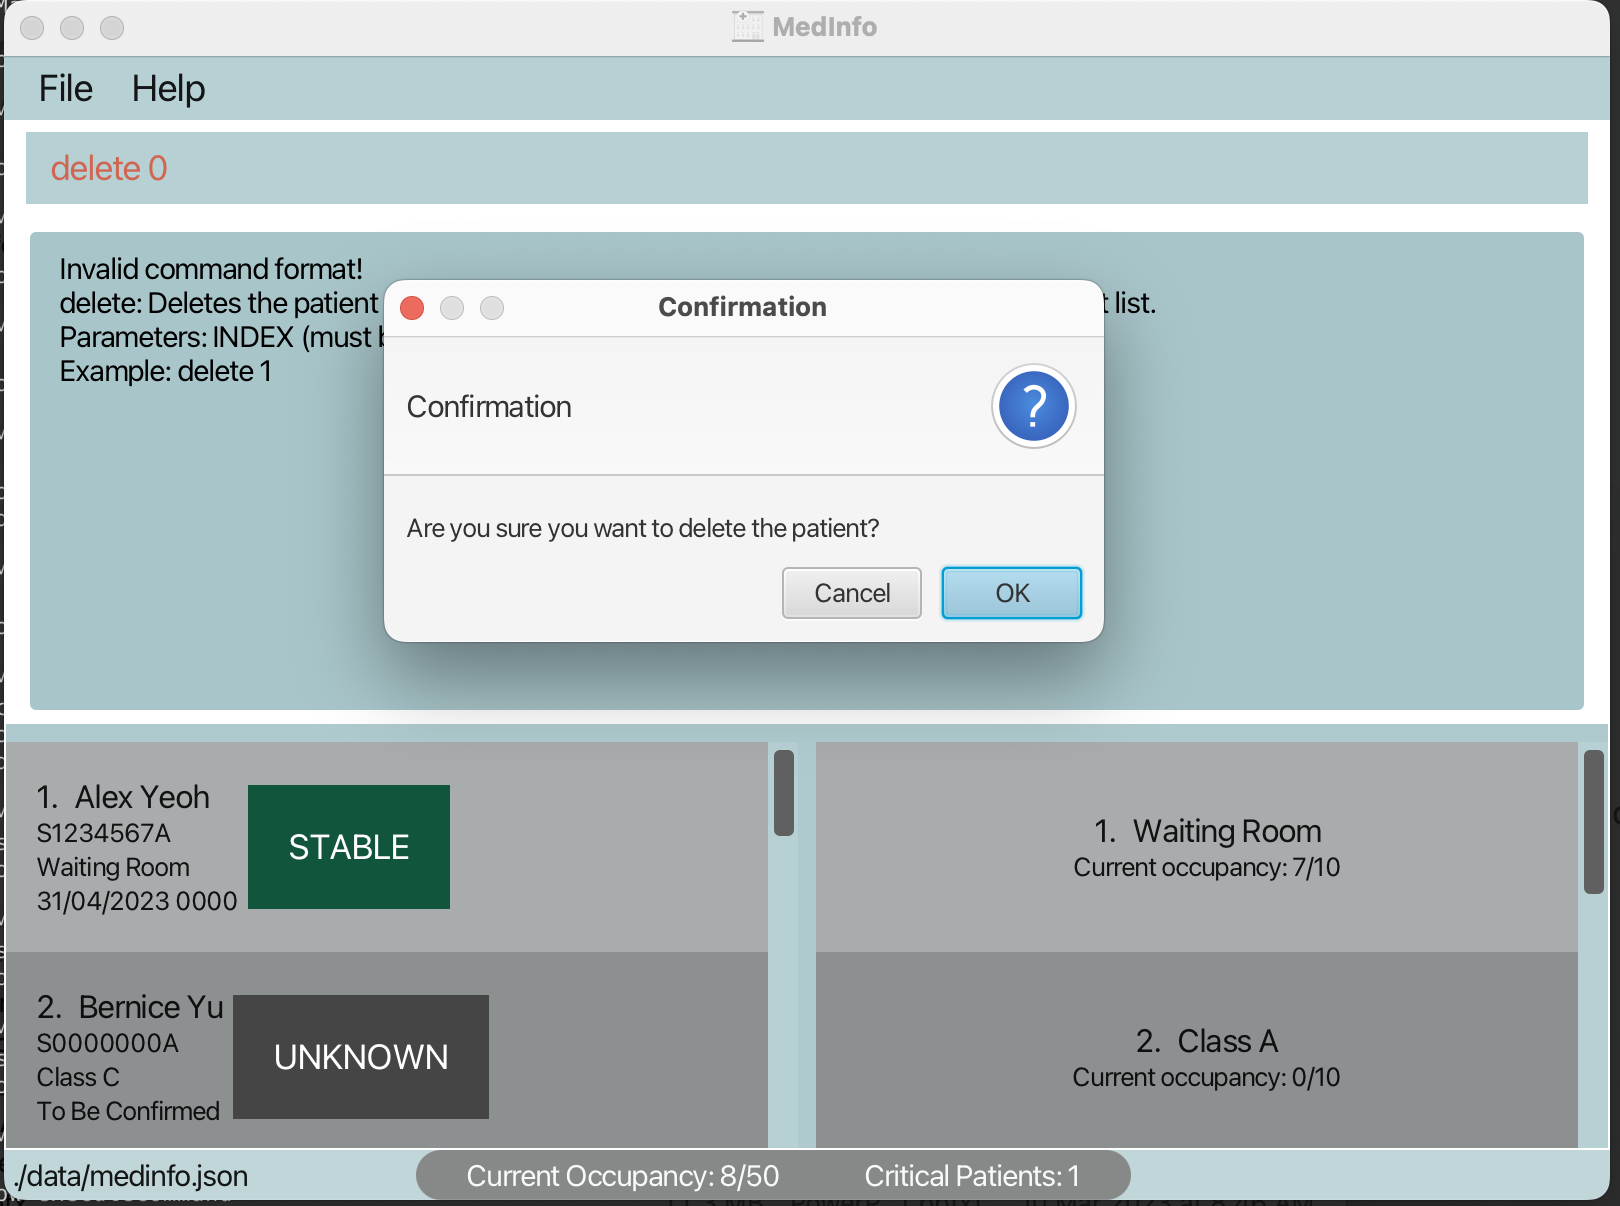 MedInfo
File Help
delete 0
Invalid command format!
delete: Deletes the patient
t list.
Parameters: INDEX (must
Example: delete 1
Confirmation
Confirmation
?
Are you sure you want to delete the patient?
Cancel OK
1. Alex Yeoh
S1234567A
Waiting Room
31/04/2023 0000
STABLE
2. Bernice Yu
S0000000A
Class C
To Be Confirmed
UNKNOWN
1. Waiting Room
Current occupancy: 7/10
2. Class A
Current occupancy: 0/10
./data/medinfo.json
Current Occupancy: 8/50 Critical Patients: 1